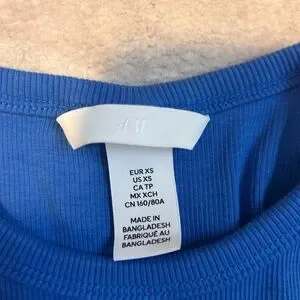 H&M
EUR XS
US XS
CA TP
MX XCH
CN 160/80A
MADE IN
BANGLADESH
FABRIQUÉ AU
BANGLADESH